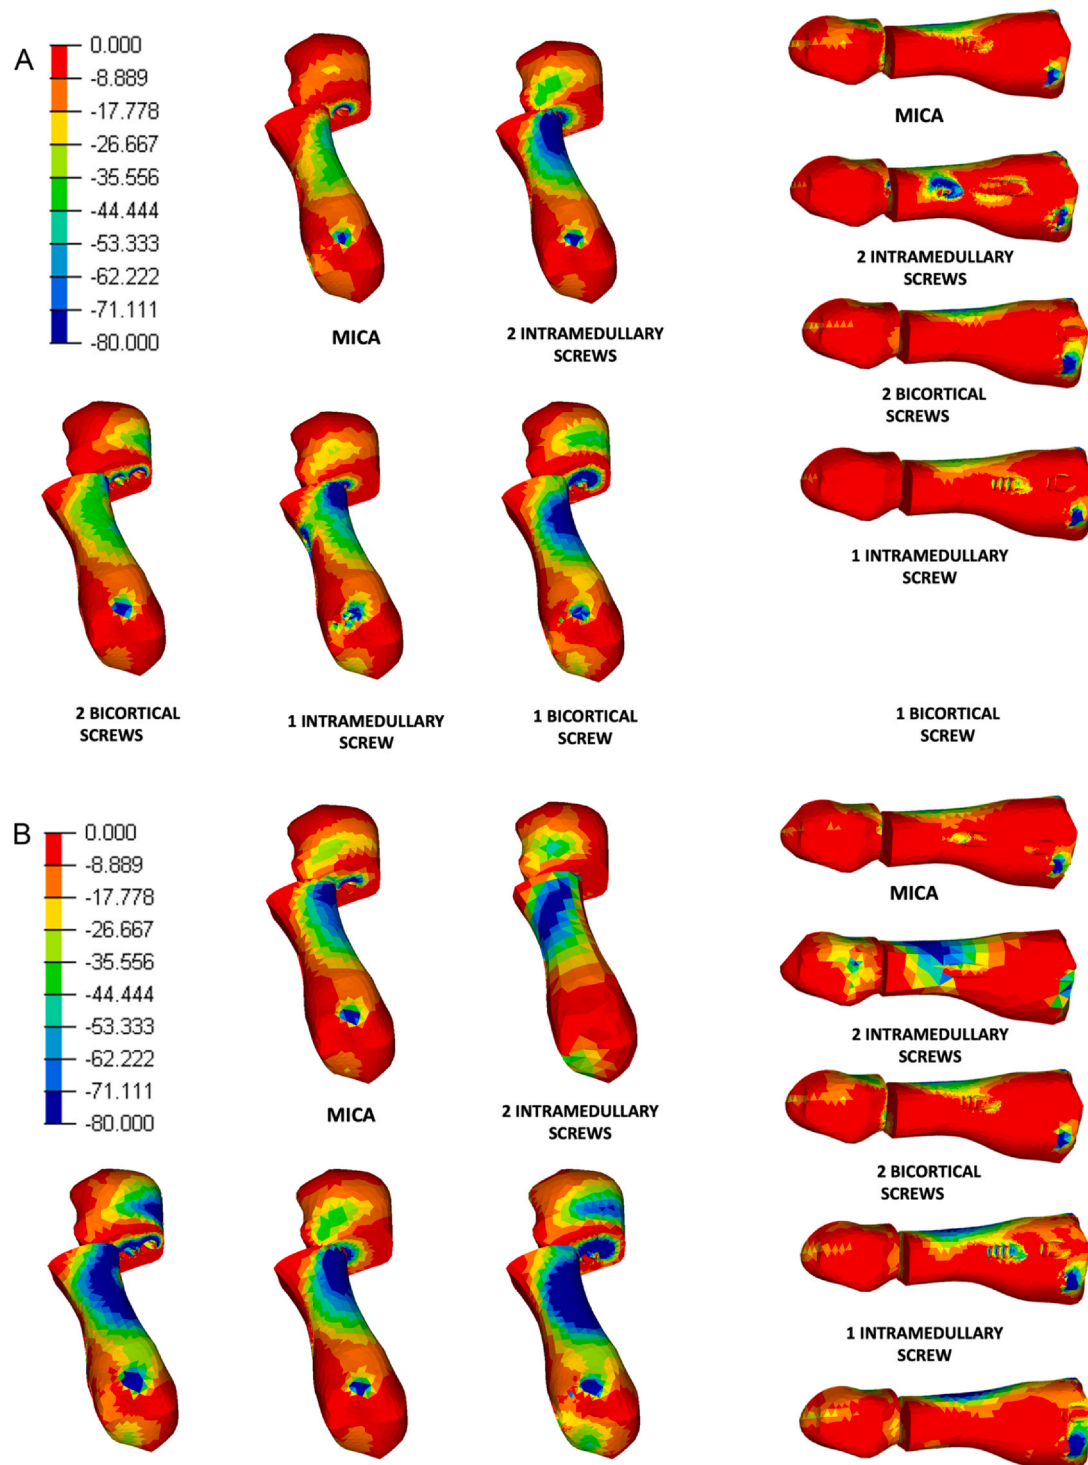 A
0.000
-8.889
-17.778
-26.667
-35.556
-44.444
-53.333
-62.222
-71.111
-80.000
MICA
2 INTRAMEDULLARY
SCREWS
2 BICORTICAL
SCREWS
1 INTRAMEDULLARY
SCREW
1 BICORTICAL
SCREW
MICA
2 INTRAMEDULLARY
SCREWS
2 BICORTICAL
SCREWS
1 INTRAMEDULLARY
SCREW
1 BICORTICAL
SCREW
B
0.000
-8.889
-17.778
-26.667
-35.556
-44.444
-53.333
-62.222
-71.111
-80.000
MICA
2 INTRAMEDULLARY
SCREWS
MICA
2 INTRAMEDULLARY
SCREWS
2 BICORTICAL
SCREWS
1 INTRAMEDULLARY
SCREW